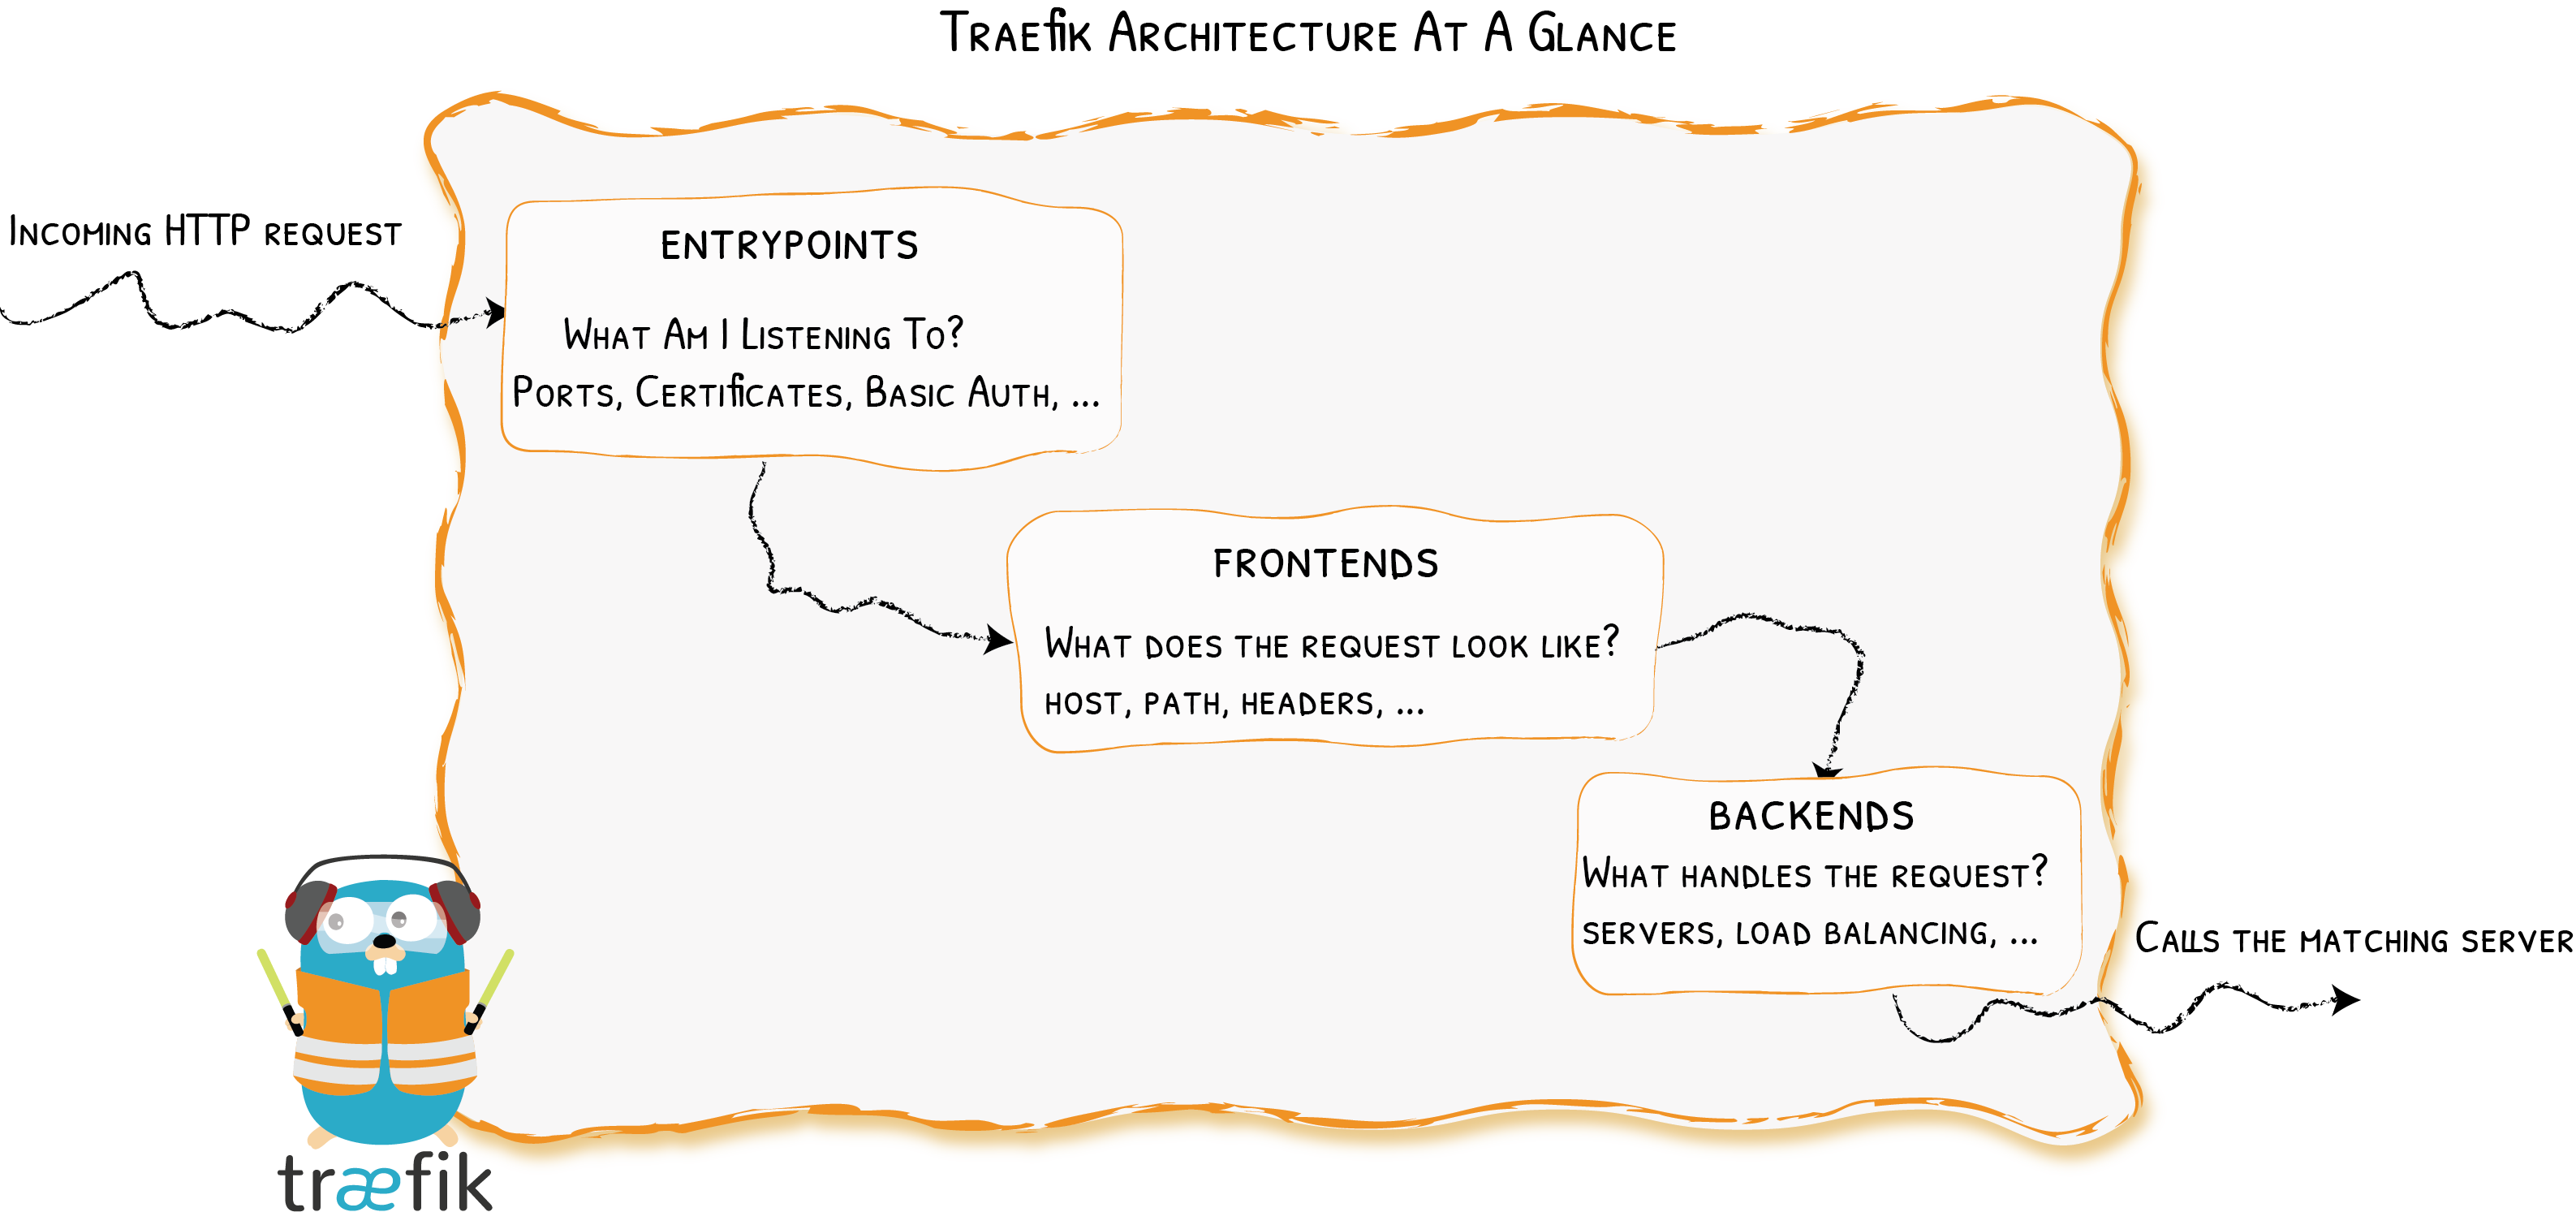 Traefik Architecture At A Glance
Incoming HTTP request
ENTRYPOINTS
What Am I Listening To?
Ports, Certificates, Basic Auth, ...
FRONTENDS
What does the request look like?
host, path, headers, ...
BACKENDS
What handles the request?
servers, load balancing, ...
Calls the matching server
træfik